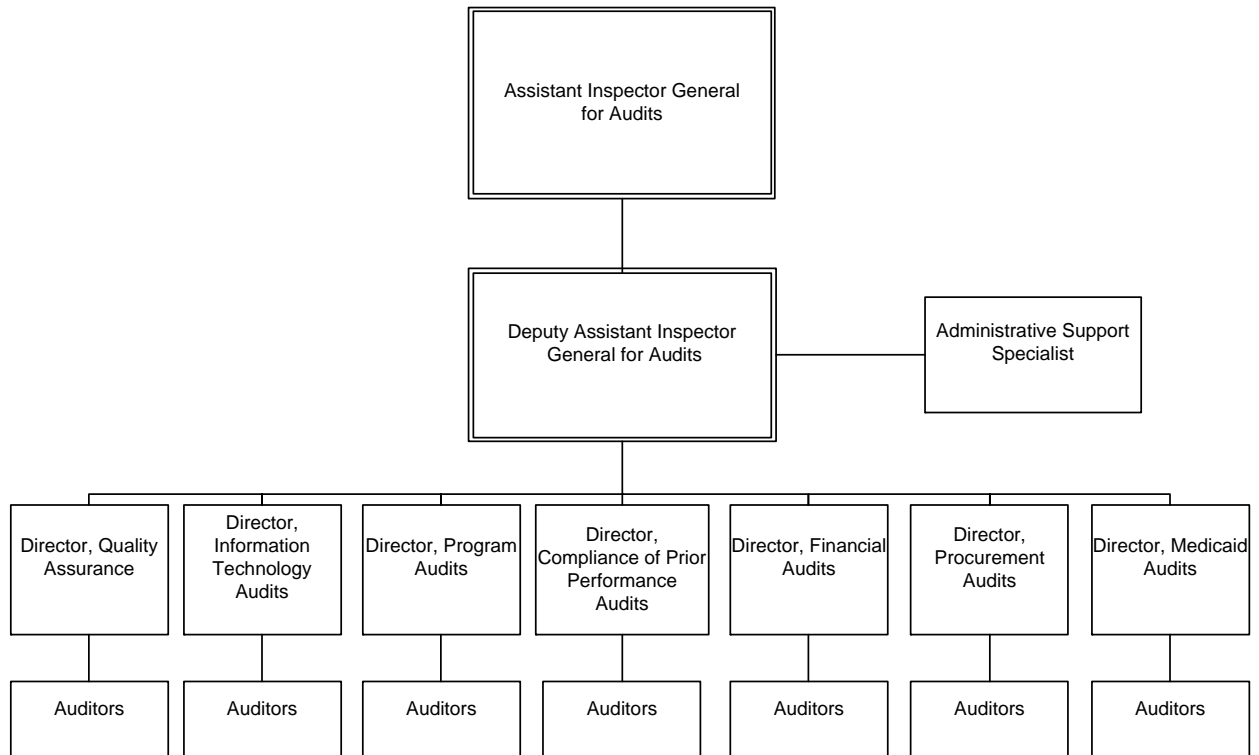 Assistant Inspector General
for Audits
Deputy Assistant Inspector
General for Audits
Administrative Support
Specialist
Director, Quality
Assurance
Director,
Information
Technology
Audits
Director, Program
Audits
Director,
Compliance of Prior
Performance
Audits
Director, Financial
Audits
Director,
Procurement
Audits
Director, Medicaid
Audits
Auditors
Auditors
Auditors
Auditors
Auditors
Auditors
Auditors